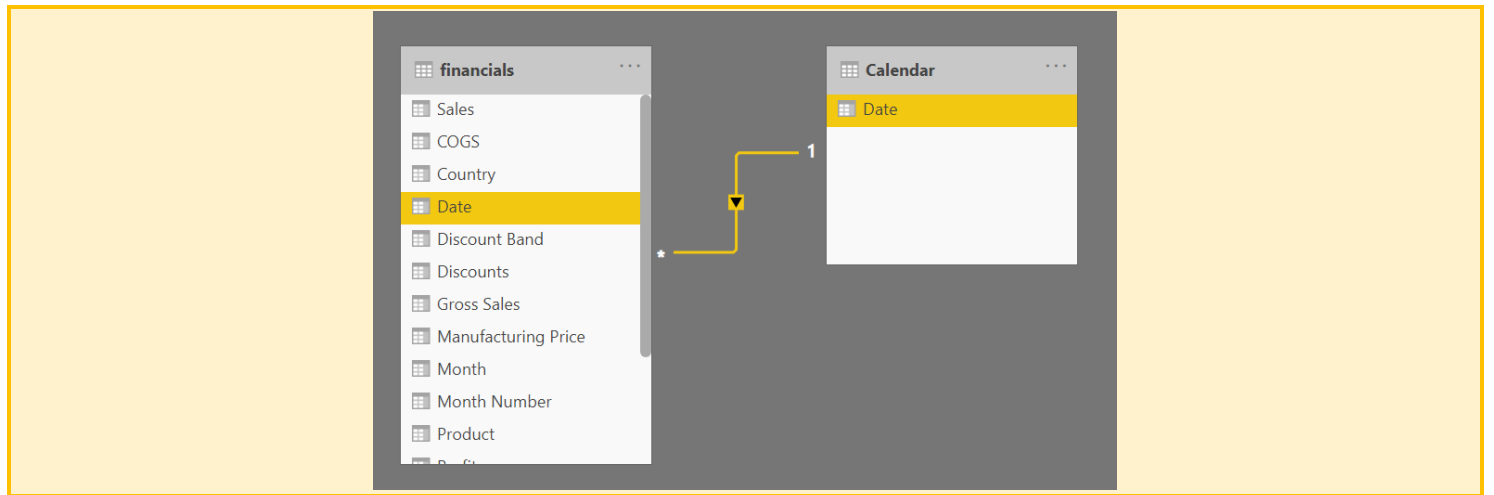 financials
Sales
COGS
Country
Date
Discount Band
Discounts
Gross Sales
Manufacturing Price
Month
Month Number
Product
*
1
Calendar
Date